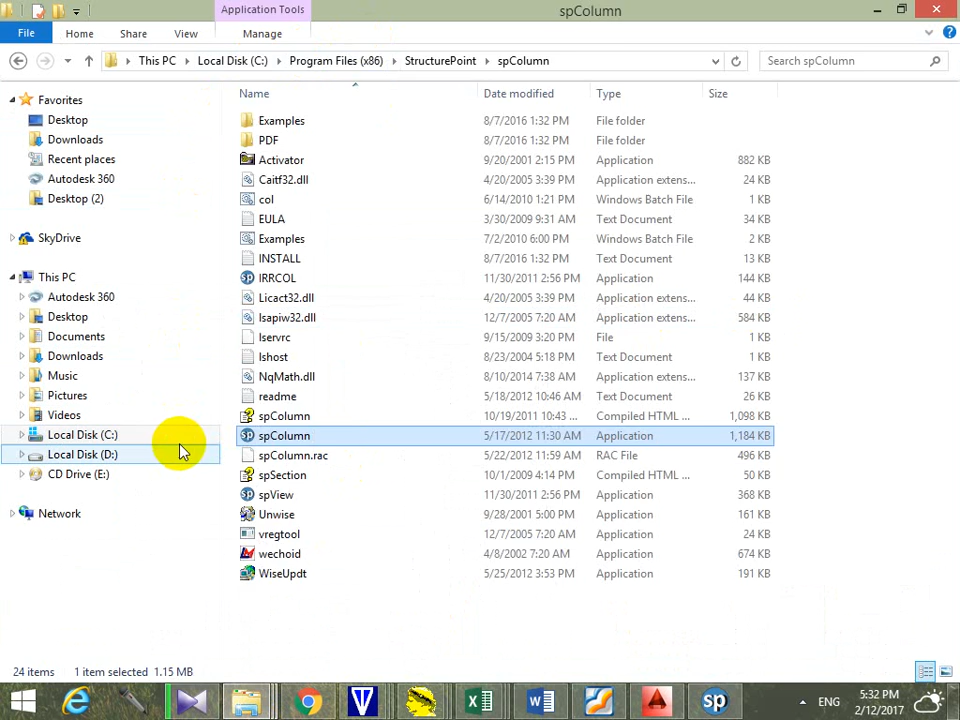 Application Tools
spColumn
File Home Share View Manage
This PC Local Disk (C:) Program Files (x86) StructurePoint spColumn
Search spColumn
Name Date modified Type Size
Favorites
Desktop
Downloads
Recent places
Autodesk 360
Desktop (2)
SkyDrive
This PC
Autodesk 360
Desktop
Documents
Downloads
Music
Pictures
Videos
Local Disk (C:)
Local Disk (D:)
CD Drive (E:)
Network
Examples 8/7/2016 1:32 PM File folder
PDF 8/7/2016 1:32 PM File folder
Activator 9/20/2001 2:15 PM Application 882 KB
Caitf32.dll 4/20/2005 3:39 PM Application extens... 24 KB
col 6/14/2010 1:21 PM Windows Batch File 1 KB
EULA 3/30/2009 9:31 AM Text Document 34 KB
Examples 7/2/2010 6:00 PM Windows Batch File 2 KB
INSTALL 8/7/2016 1:32 PM Text Document 13 KB
IRRCOL 11/30/2011 2:56 PM Application 144 KB
Licact32.dll 4/20/2005 3:39 PM Application extens... 44 KB
lsapiw32.dll 12/7/2005 7:20 AM Application extens... 584 KB
lservrc 9/15/2009 3:20 PM File 1 KB
lshost 8/23/2004 5:18 PM Text Document 1 KB
NqMath.dll 8/10/2014 7:38 AM Application extens... 137 KB
readme 5/18/2012 10:46 AM Text Document 1 KB
spColumn 10/19/2011 10:43 ... Compiled HTML ... 1,098 KB
spColumn 5/17/2012 11:30 AM Application 1,184 KB
spColumn.rac 5/22/2012 11:59 AM RAC File 496 KB
spSection 10/1/2009 4:14 PM Compiled HTML ... 50 KB
spView 11/30/2011 2:56 PM Application 368 KB
Unwise 9/28/2001 5:00 PM Application 161 KB
vregtool 12/7/2005 7:20 AM Application 24 KB
wechoid 4/8/2002 7:20 AM Application 674 KB
WiseUpdt 5/25/2012 3:53 PM Application 191 KB
24 items 1 item selected 1.15 MB
ENG
5:32 PM
2/12/2017